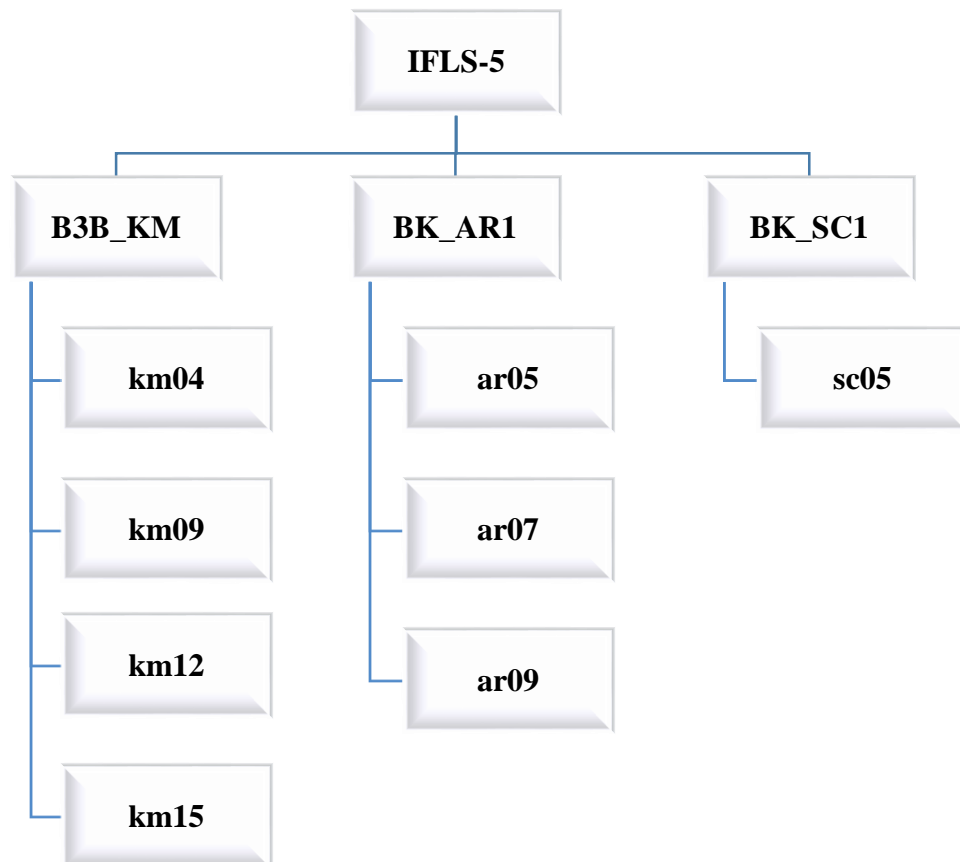 IFLS-5
B3B_KM
BK_AR1
BK_SC1
km04
ar05
sc05
km09
ar07
km12
ar09
km15